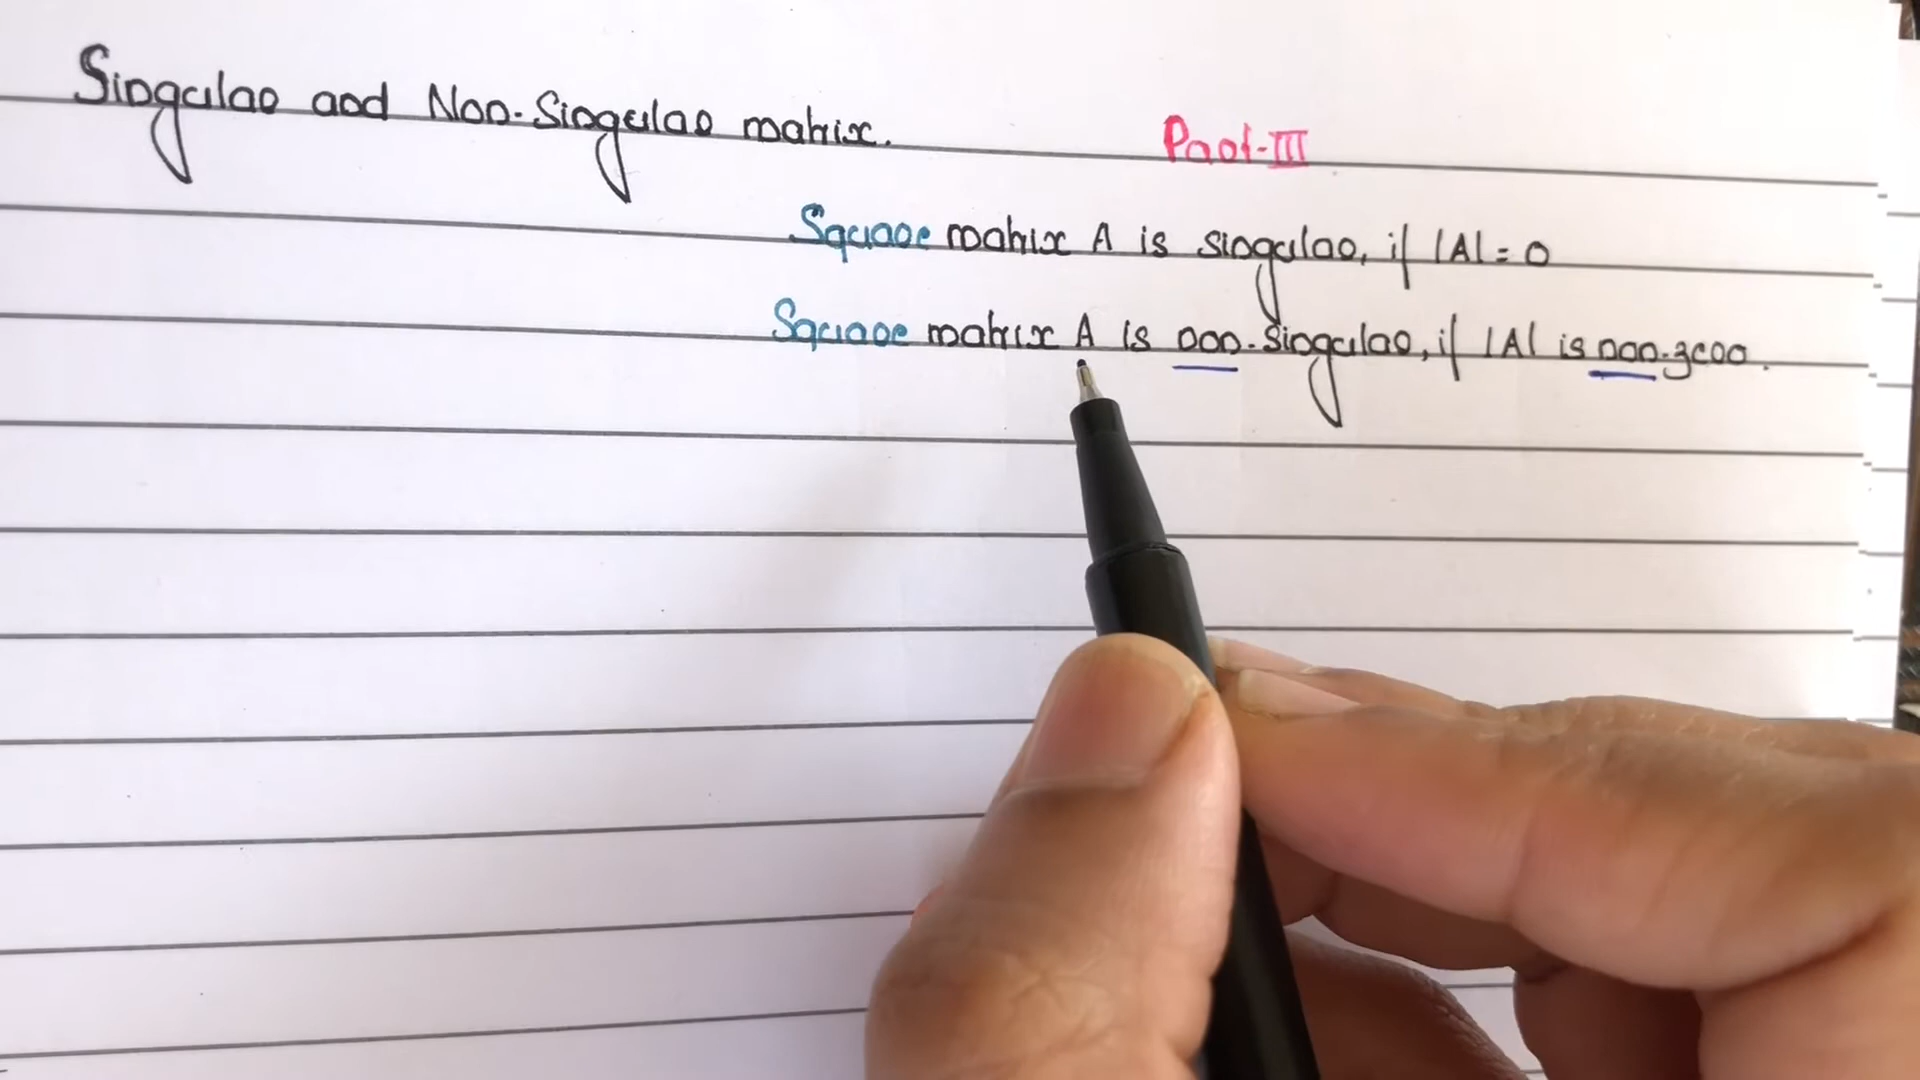 Singular and Non-Singular matrix.
Part-III
Square matrix A is singular, if |A| = 0
Square matrix A is non-singular, if |A| is non-zero.